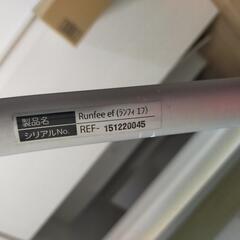 製品名 Runfee ef (ランフィ エフ)
シリアルNo. REF- 151220045